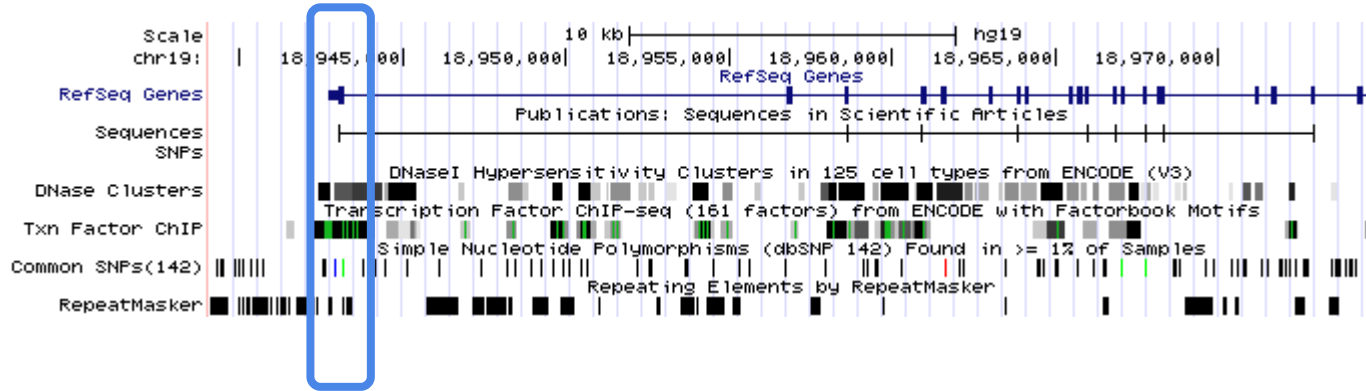 Scale 10 kb hg19
chr19: 18,945,000 18,950,000 18,955,000 18,960,000 18,965,000 18,970,000
RefSeq Genes
RefSeq Genes
Publications: Sequences in Scientific Articles
Sequences
SNPs
DNaseI Hypersensitivity Clusters in 125 cell types from ENCODE (V3)
DNase Clusters
Transcription Factor ChIP-seq (161 factors) from ENCODE with Factorbook Motifs
Txn Factor ChIP
Simple Nucleotide Polymorphisms (dbSNP 142) Found in >= 1% of Samples
Common SNPs(142)
Repeating Elements by RepeatMasker
RepeatMasker